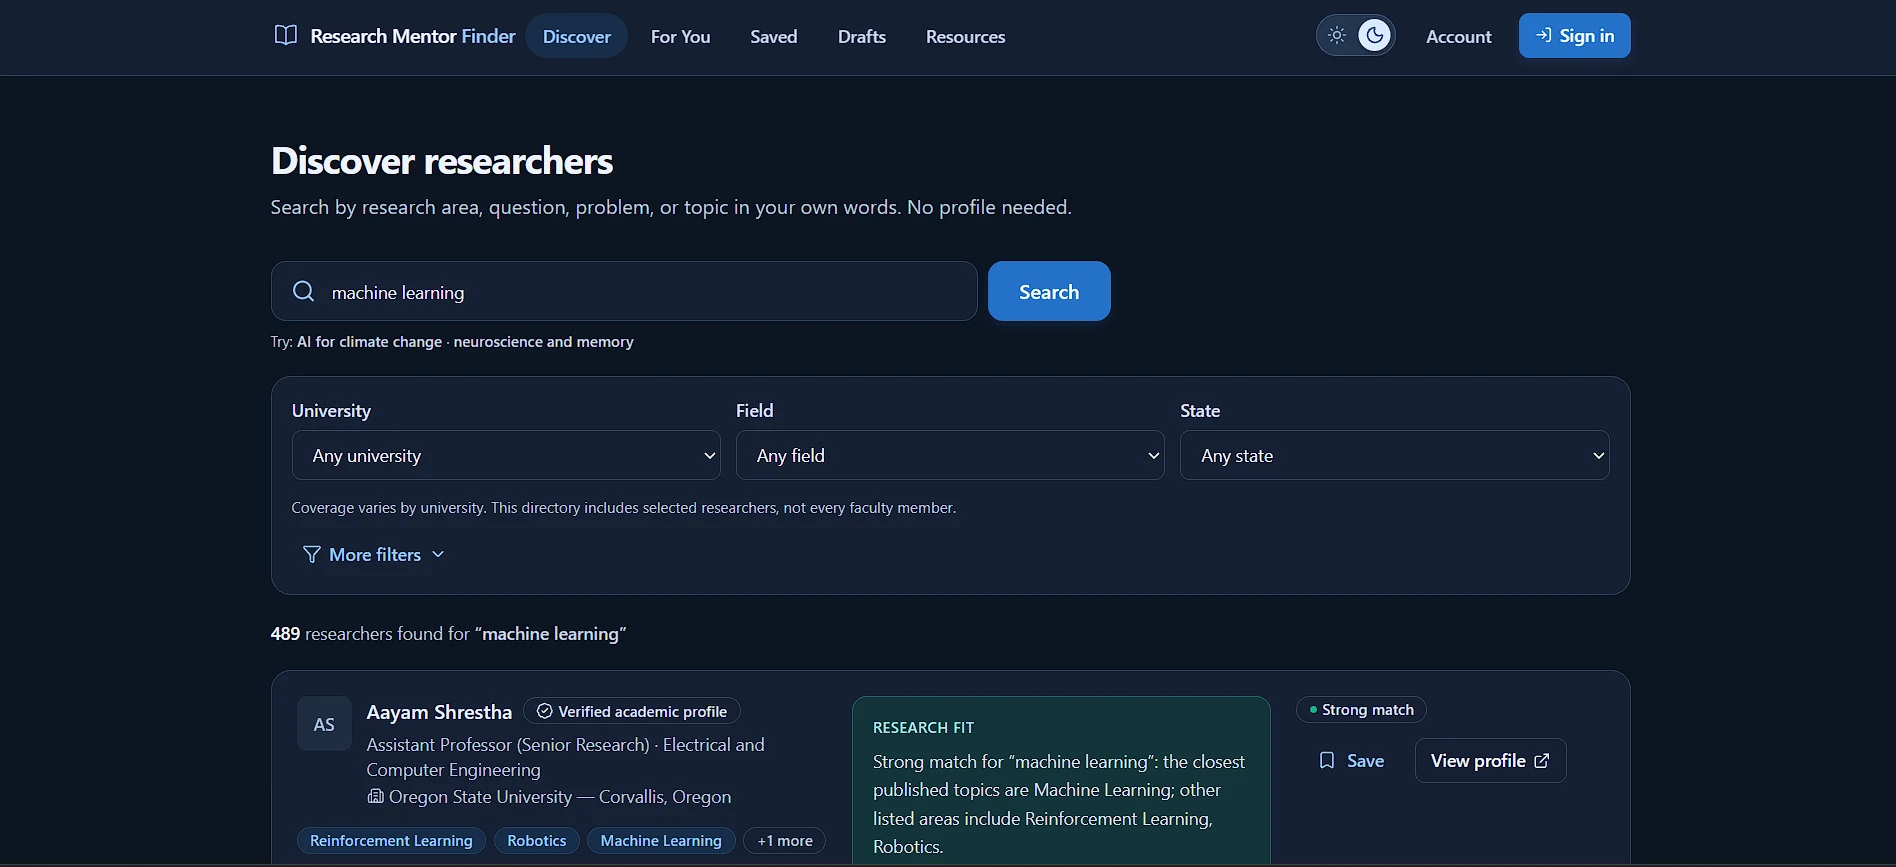 Research Mentor Finder Discover For You Saved Drafts Resources Account Sign in
Discover researchers
Search by research area, question, problem, or topic in your own words. No profile needed.
machine learning Search
Try: AI for climate change · neuroscience and memory
University Field State
Any university Any field Any state
Coverage varies by university. This directory includes selected researchers, not every faculty member.
More filters
489 researchers found for “machine learning”
AS
Aayam Shrestha Verified academic profile
Assistant Professor (Senior Research) · Electrical and
Computer Engineering
Oregon State University — Corvallis, Oregon
Reinforcement Learning Robotics Machine Learning +1 more
RESEARCH FIT
Strong match for “machine learning”: the closest
published topics are Machine Learning; other
listed areas include Reinforcement Learning,
Robotics.
Strong match
Save View profile